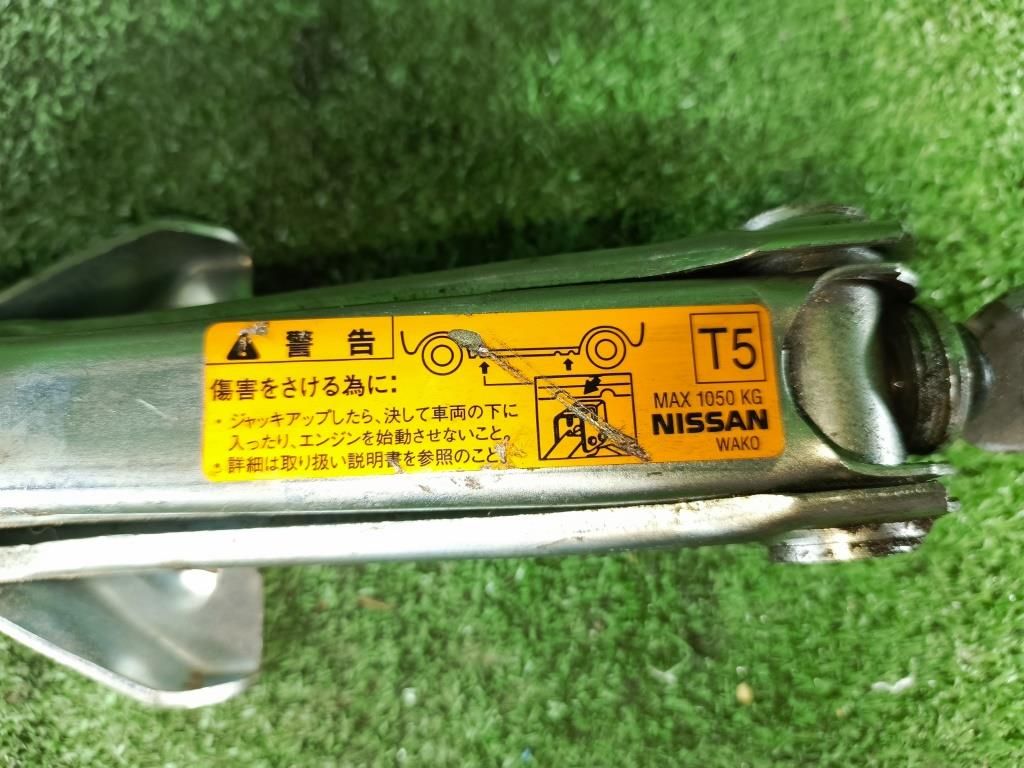 警告
傷害をさける為に:
・ジャッキアップしたら、決して車両の下に
入ったり、エンジンを始動させないこと。
・詳細は取り扱い説明書を参照のこと。
T5
MAX 1050 KG
NISSAN
WAKO